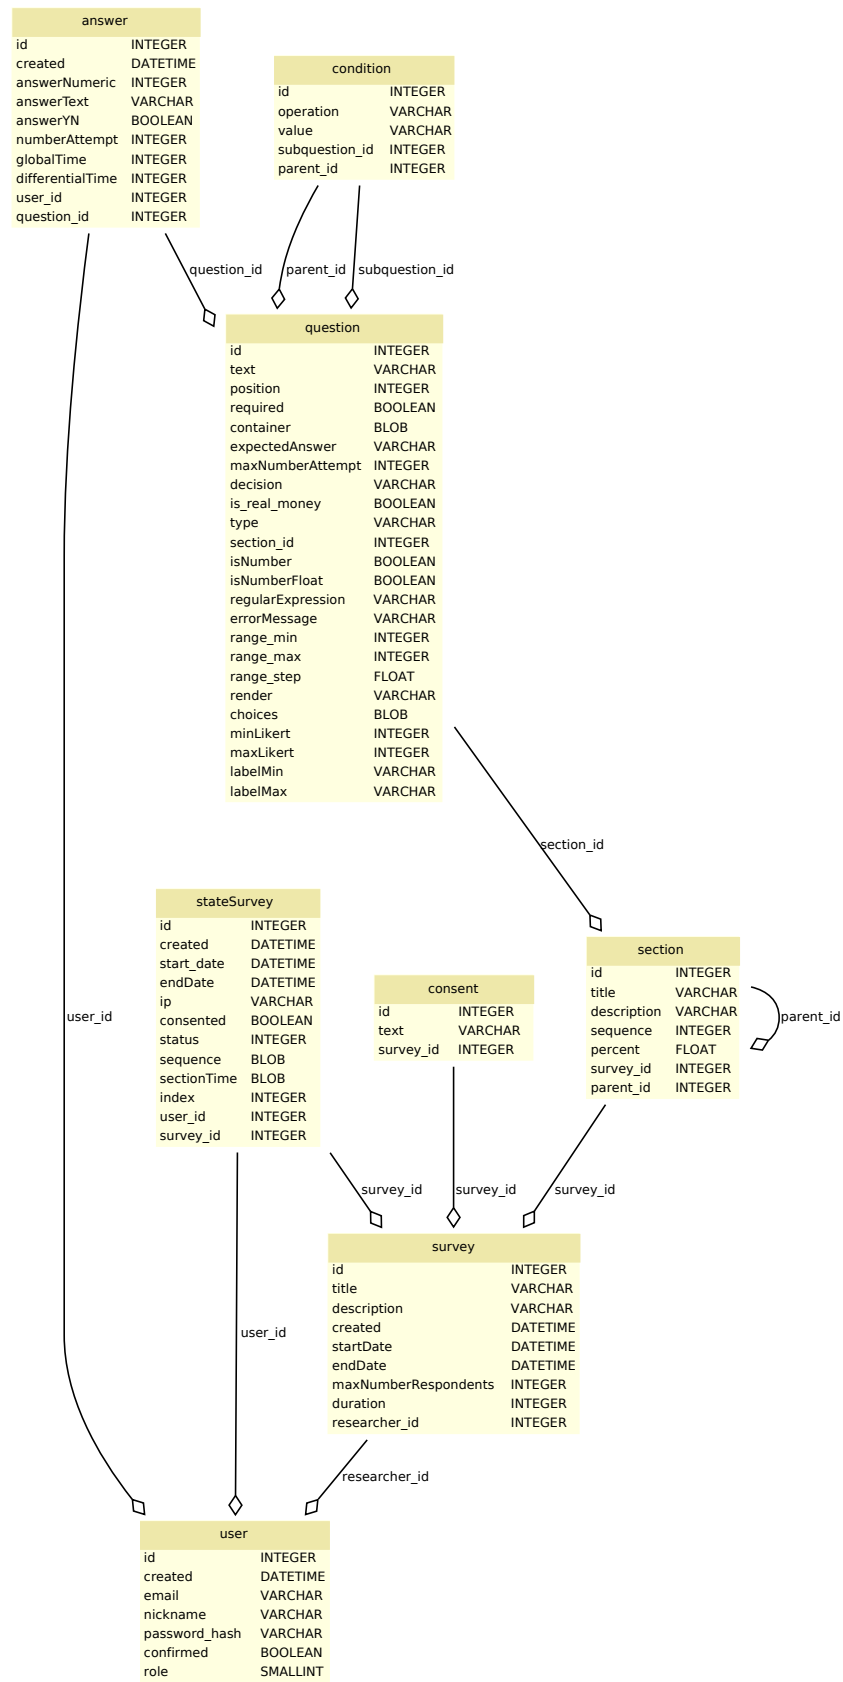 answer
id INTEGER
created DATETIME
answerNumeric INTEGER
answerText VARCHAR
answerYN BOOLEAN
numberAttempt INTEGER
globalTime INTEGER
differentialTime INTEGER
user_id INTEGER
question_id INTEGER
condition
id INTEGER
operation VARCHAR
value VARCHAR
subquestion_id INTEGER
parent_id INTEGER
question_id
parent_id
subquestion_id
question
id INTEGER
text VARCHAR
position INTEGER
required BOOLEAN
container BLOB
expectedAnswer VARCHAR
maxNumberAttempt INTEGER
decision VARCHAR
is_real_money BOOLEAN
type VARCHAR
section_id INTEGER
isNumber BOOLEAN
isNumberFloat BOOLEAN
regularExpression VARCHAR
errorMessage VARCHAR
range_min INTEGER
range_max INTEGER
range_step FLOAT
render VARCHAR
choices BLOB
minLikert INTEGER
maxLikert INTEGER
labelMin VARCHAR
labelMax VARCHAR
section_id
stateSurvey
id INTEGER
created DATETIME
start_date DATETIME
endDate DATETIME
ip VARCHAR
consented BOOLEAN
status INTEGER
sequence BLOB
sectionTime BLOB
index INTEGER
user_id INTEGER
survey_id INTEGER
consent
id INTEGER
text VARCHAR
survey_id INTEGER
section
id INTEGER
title VARCHAR
description VARCHAR
sequence INTEGER
percent FLOAT
survey_id INTEGER
parent_id INTEGER
parent_id
user_id
survey_id
survey_id
survey_id
survey
id INTEGER
title VARCHAR
description VARCHAR
created DATETIME
startDate DATETIME
endDate DATETIME
maxNumberRespondents INTEGER
duration INTEGER
researcher_id INTEGER
user_id
researcher_id
user
id INTEGER
created DATETIME
email VARCHAR
nickname VARCHAR
password_hash VARCHAR
confirmed BOOLEAN
role SMALLINT